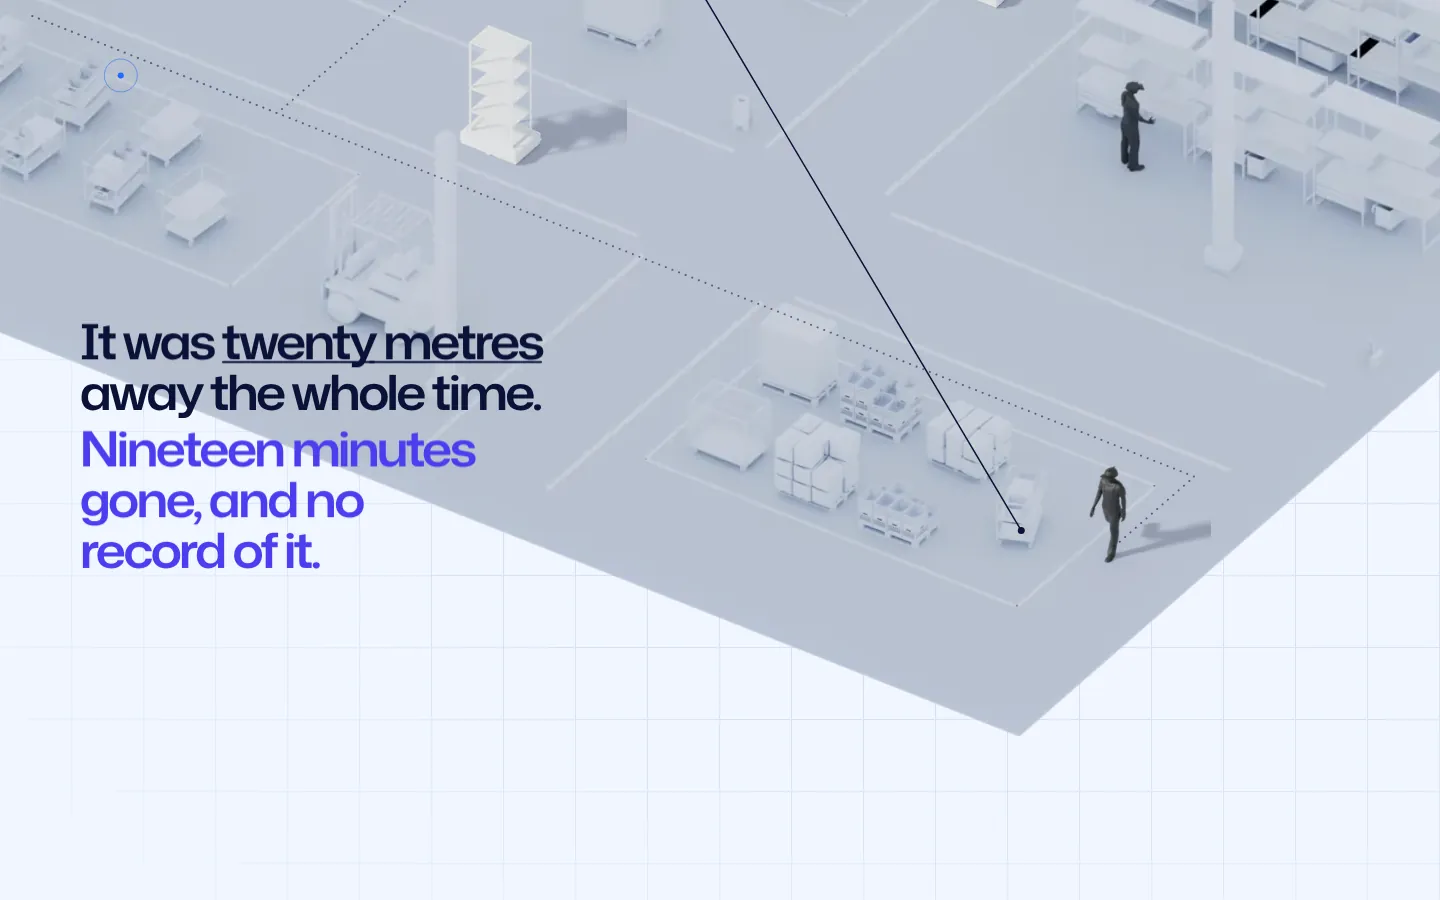 It was twenty metres
away the whole time.
Nineteen minutes
gone, and no
record of it.